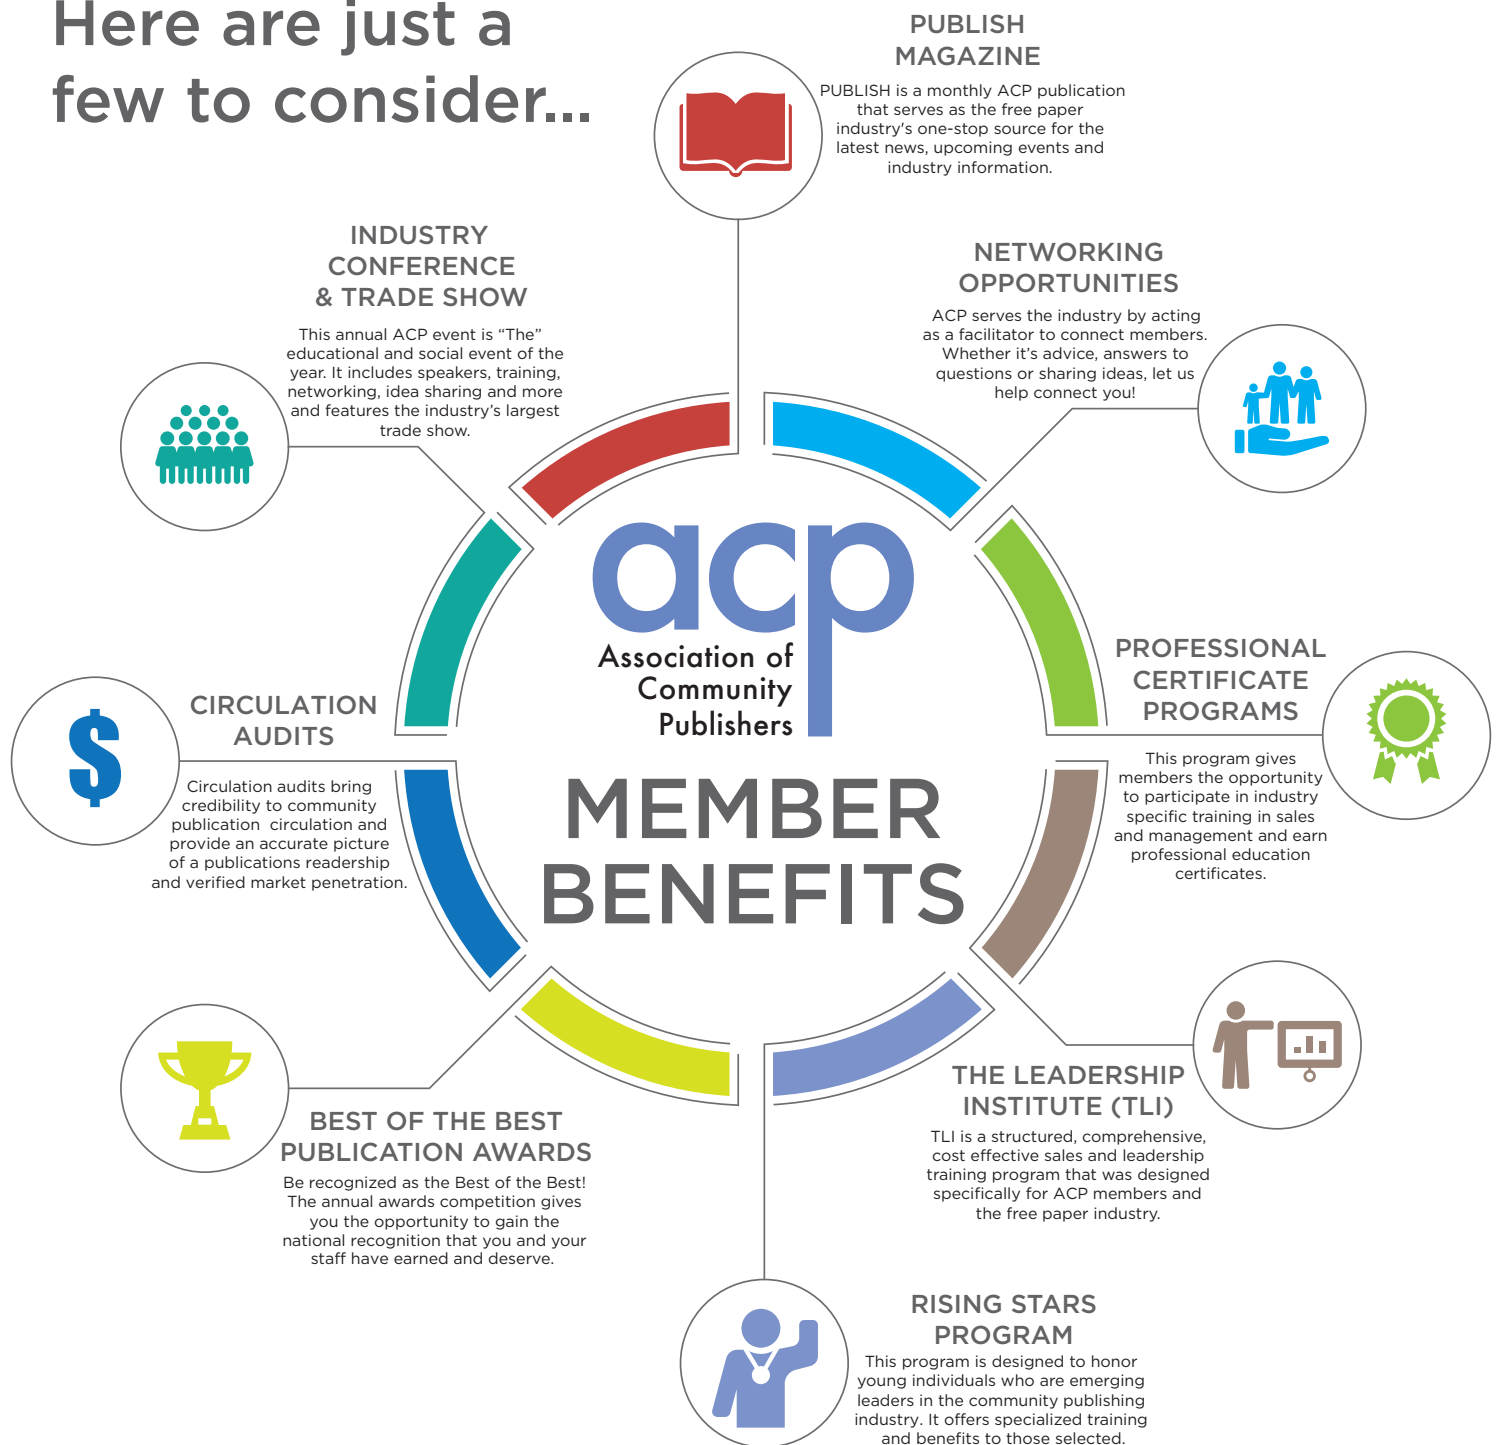 Here are just a
few to consider...
PUBLISH
MAGAZINE
PUBLISH is a monthly ACP publication
that serves as the free paper
industry's one-stop source for the
latest news, upcoming events and
industry information.
INDUSTRY
CONFERENCE
& TRADE SHOW
This annual ACP event is “The”
educational and social event of the
year. It includes speakers, training,
networking, idea sharing and more
and features the industry’s largest
trade show.
NETWORKING
OPPORTUNITIES
ACP serves the industry by acting
as a facilitator to connect members.
Whether it’s advice, answers to
questions or sharing ideas, let us
help connect you!
acp
Association of
Community
Publishers
MEMBER
BENEFITS
PROFESSIONAL
CERTIFICATE
PROGRAMS
This program gives
members the opportunity
to participate in industry
specific training in sales
and management and earn
professional education
certificates.
$
CIRCULATION
AUDITS
Circulation audits bring
credibility to community
publication circulation and
provide an accurate picture
of a publications readership
and verified market penetration.
THE LEADERSHIP
INSTITUTE (TLI)
TLI is a structured, comprehensive,
cost effective sales and leadership
training program that was designed
specifically for ACP members and
the free paper industry.
BEST OF THE BEST
PUBLICATION AWARDS
Be recognized as the Best of the Best!
The annual awards competition gives
you the opportunity to gain the
national recognition that you and your
staff have earned and deserve.
RISING STARS
PROGRAM
This program is designed to honor
young individuals who are emerging
leaders in the community publishing
industry. It offers specialized training
and benefits to those selected.